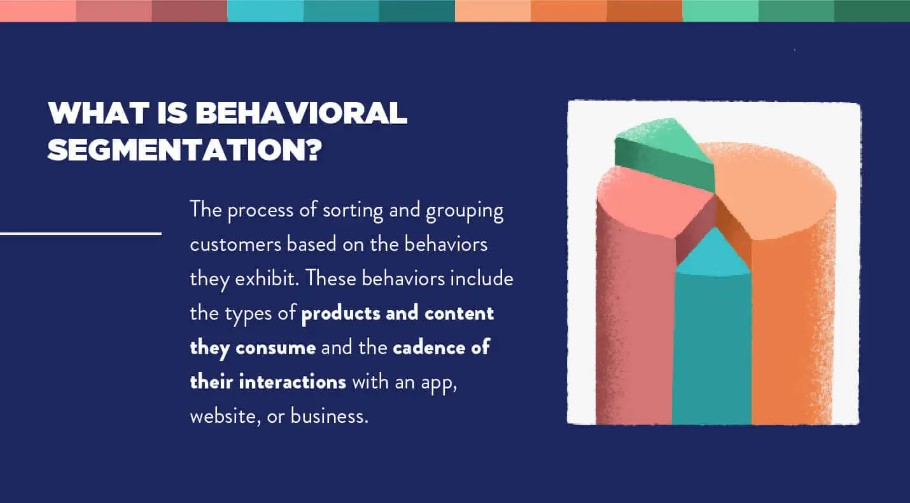 WHAT IS BEHAVIORAL
SEGMENTATION?
The process of sorting and grouping
customers based on the behaviors
they exhibit. These behaviors include
the types of products and content
they consume and the cadence of
their interactions with an app,
website, or business.